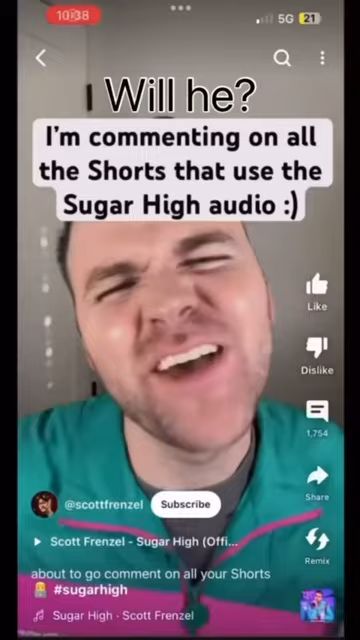 10:38
5G 21
Will he?
I'm commenting on all
the Shorts that use the
Sugar High audio :)
Like
Dislike
1,754
Share
Remix
@scottfrenzel
Subscribe
Scott Frenzel - Sugar High (Offi...
about to go comment on all your Shorts
#sugarhigh
Sugar High · Scott Frenzel